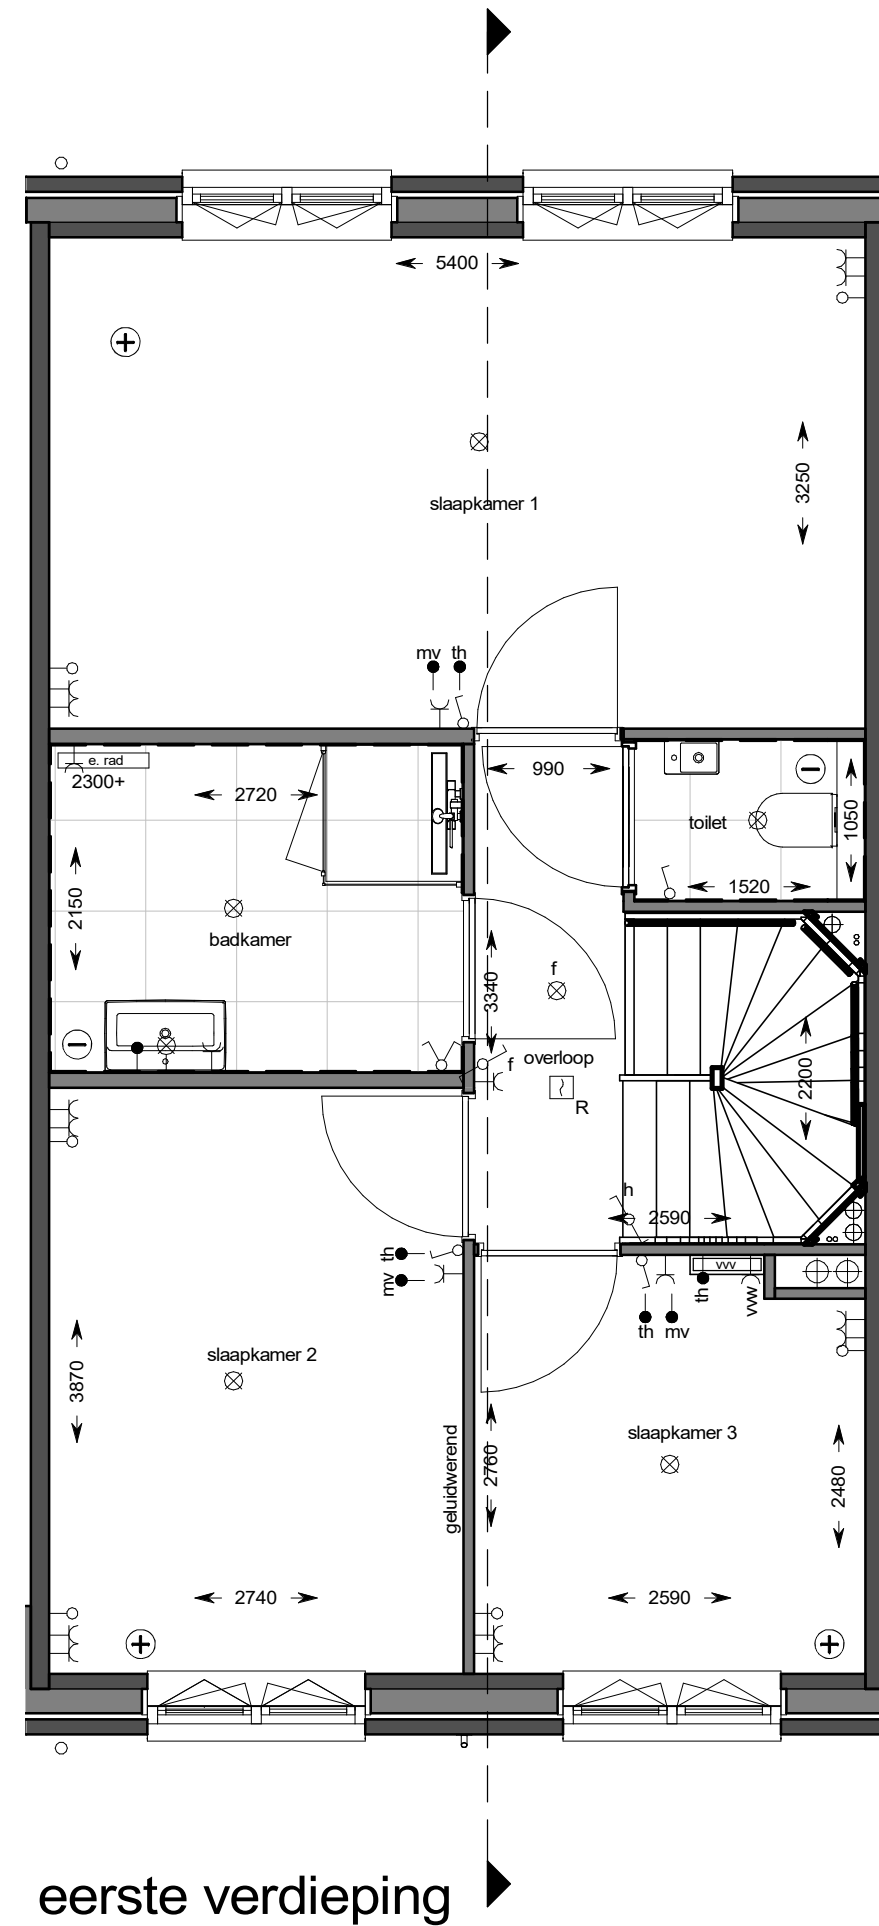 5400
3250
slaapkamer 1
mv th
e. rad
2300+
2720
990
toilet
1050
1520
2150
badkamer
3340
f
f
overloop
R
2200
h
2590
th
mv
vvv
th
vvw
th mv
slaapkamer 2
3870
geluidwerend
2760
slaapkamer 3
2480
2740
2590
eerste verdieping